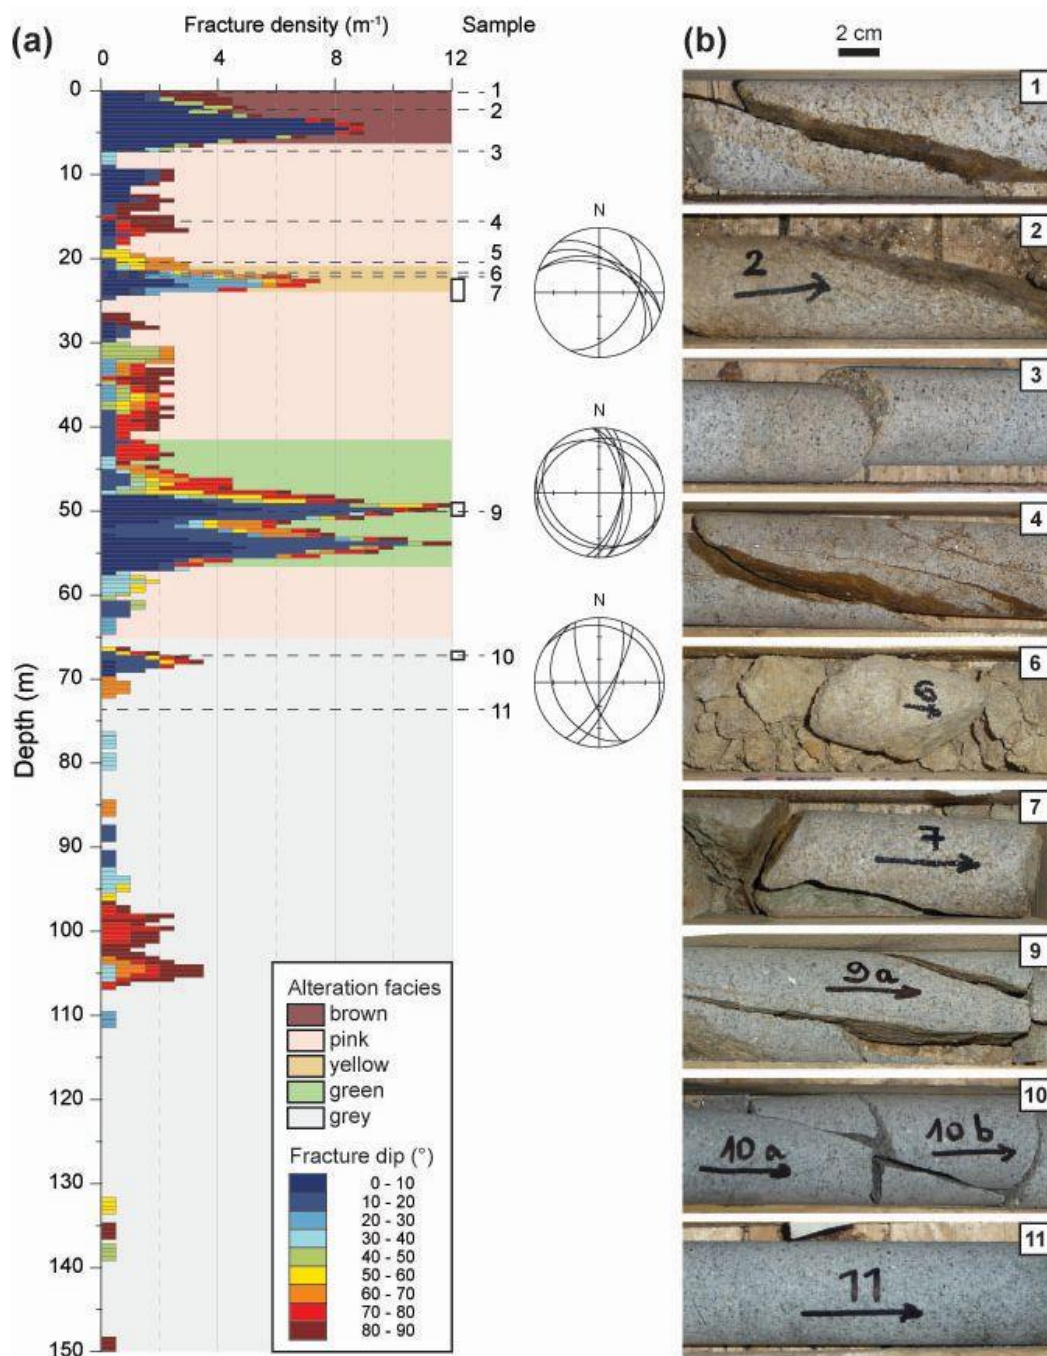 (a)
Fracture density (m⁻¹)
Sample
0 4 8 12
0
10
20
30
40
50
60
70
80
90
100
110
120
130
140
150
Depth (m)
1
2
3
4
5
6
7
9
10
11
N
N
N
Alteration facies
brown
pink
yellow
green
grey
Fracture dip (°)
0 - 10
10 - 20
20 - 30
30 - 40
40 - 50
50 - 60
60 - 70
70 - 80
80 - 90
(b)
2 cm
1
2
2
3
4
6
6
7
7
9
9a
10
10a 10b
11
11